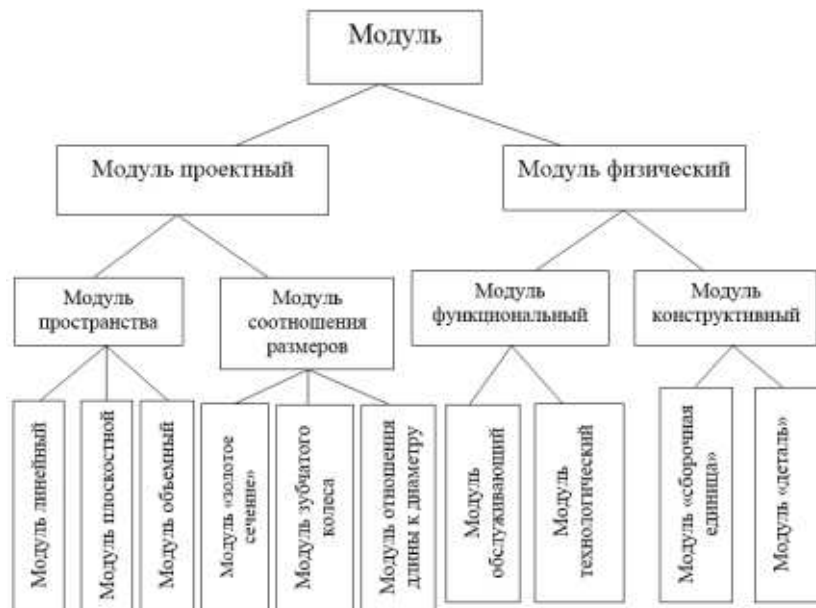 Модуль
Модуль проектный
Модуль физический
Модуль
пространства
Модуль
соотношения
размеров
Модуль
функциональный
Модуль
конструктивный
Модуль линейный
Модуль плоскостной
Модуль объемный
Модуль «золотое
сечение»
Модуль зубчатого
колеса
Модуль отношения
длины к диаметру
Модуль
обслуживающий
Модуль
технологический
Модуль «сборочная
единица»
Модуль «деталь»